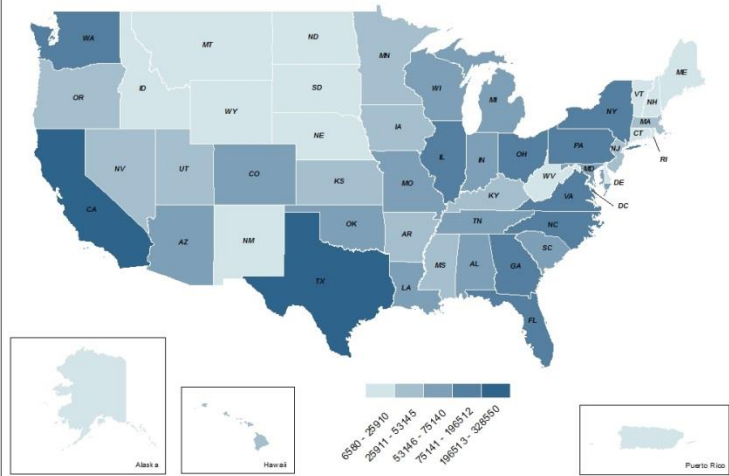 WA
MT
ND
MN
ME
OR
ID
SD
WI
MI
VT
NH
NY
MA
CT
RI
WY
NE
IA
PA
NJ
NV
UT
CO
KS
MO
IL
IN
OH
WV
MD
DE
DC
VA
CA
KY
NC
AZ
NM
OK
AR
TN
SC
TX
LA
MS
AL
GA
FL
Alaska
Hawaii
6580 - 25910
25911 - 53145
53146 - 75140
75141 - 196512
196513 - 328550
Puerto Rico